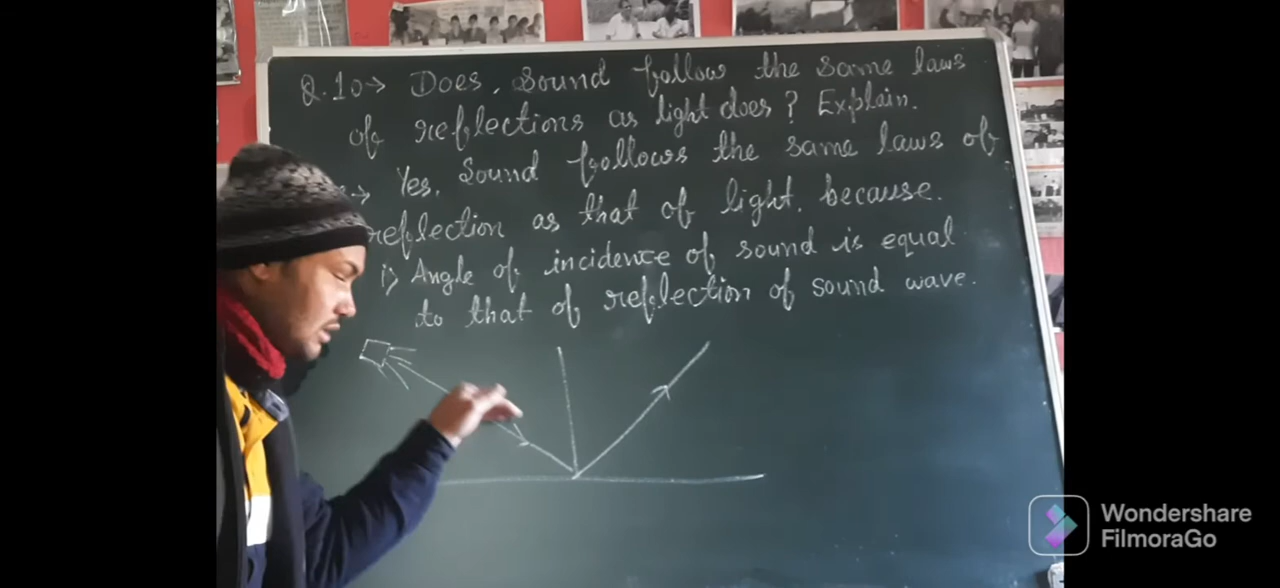 Q.10→ Does, Sound follow the same laws
of reflections as light does? Explain.
→ Yes, Sound follows the same laws of
reflection as that of light. because.
i) Angle of incidence of sound is equal
to that of reflection of sound wave.
Wondershare
FilmoraGo